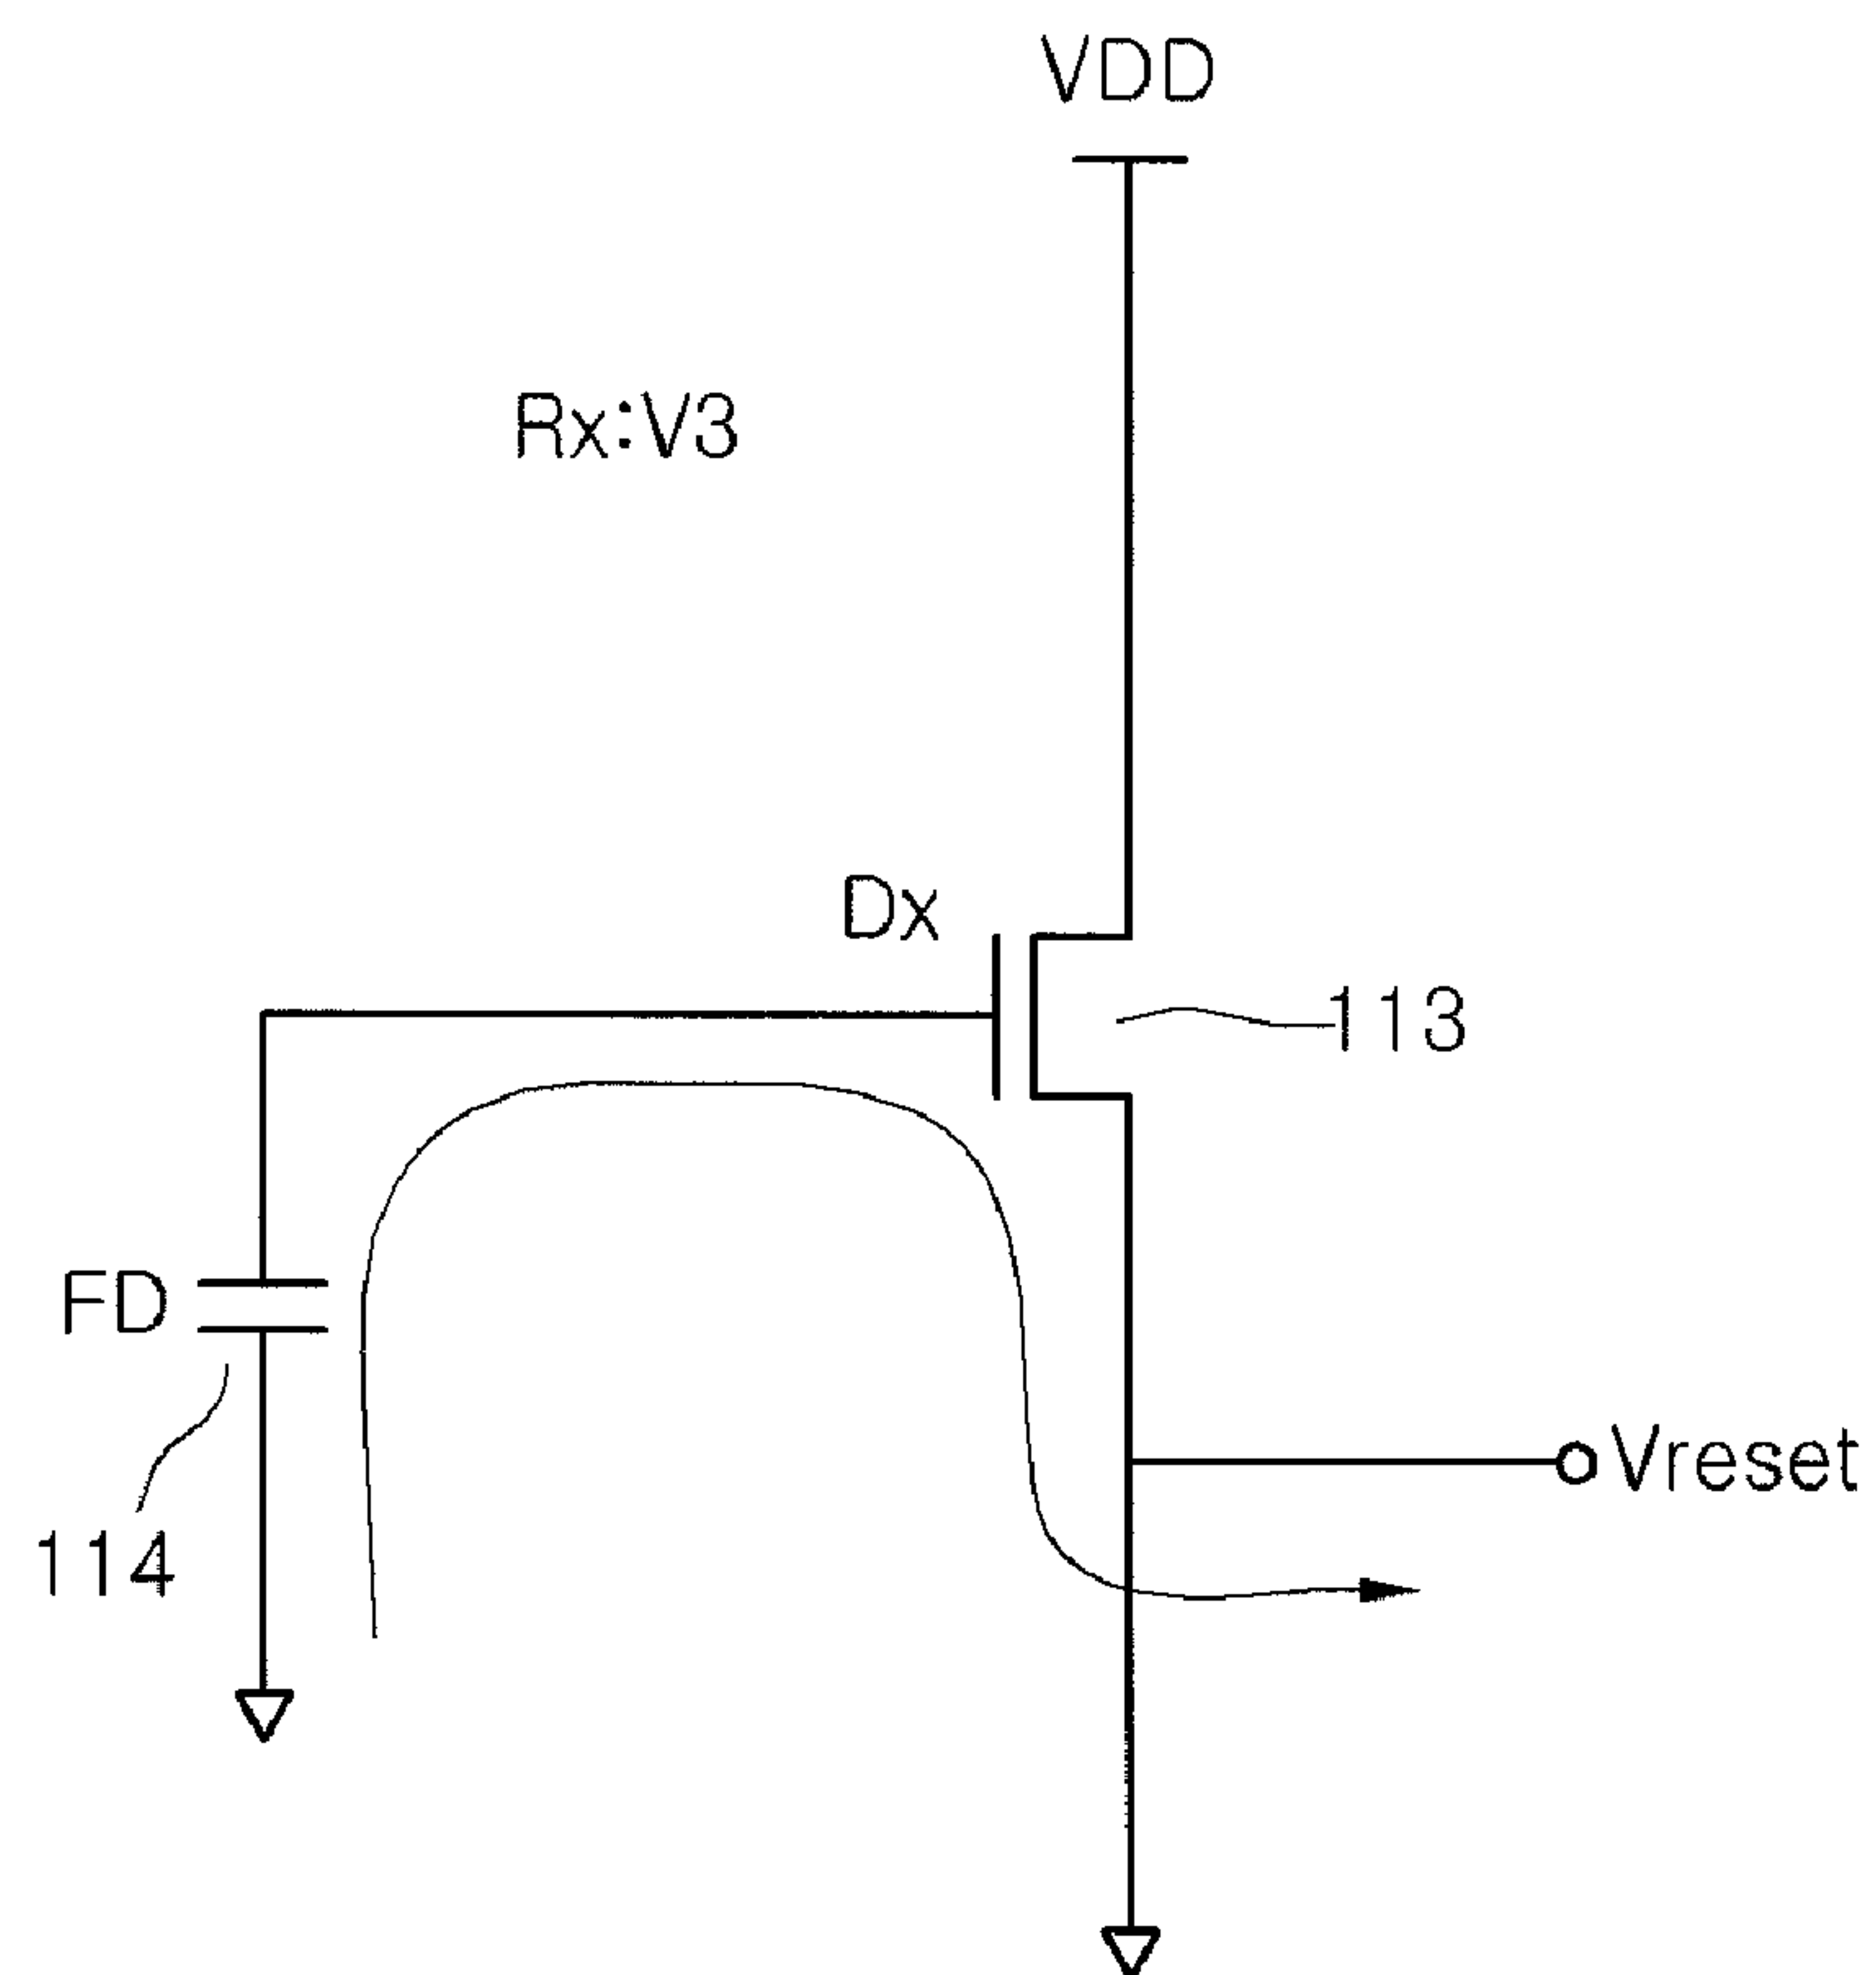 VDD
Rx:V3
Dx
113
FD
Vreset
114